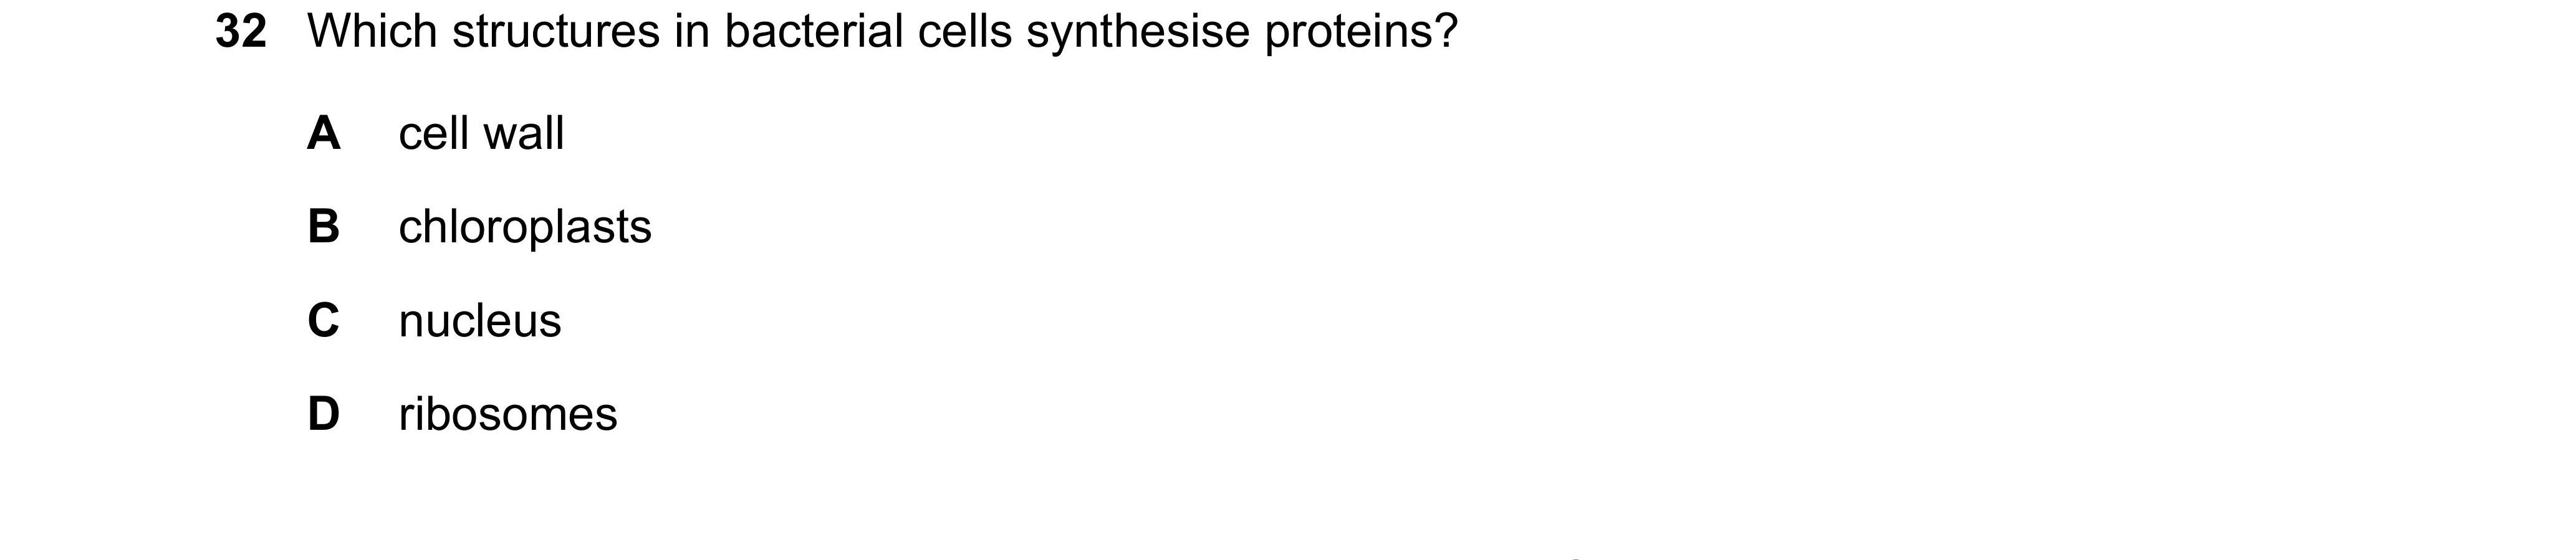 32 Which structures in bacterial cells synthesise proteins?
A cell wall
B chloroplasts
C nucleus
D ribosomes